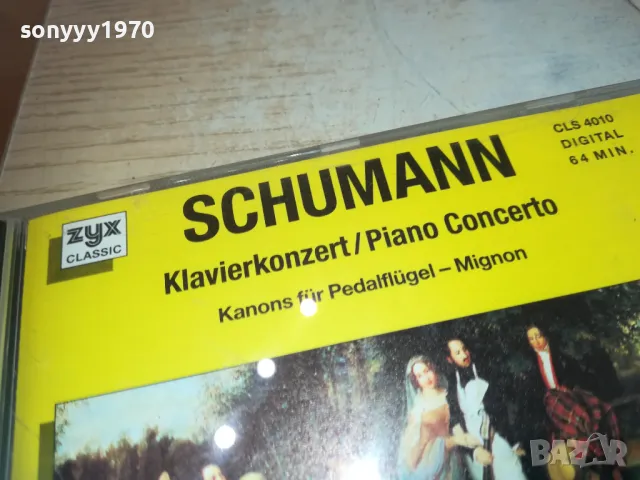 sonyyy1970
CLS 4010
DIGITAL
64 MIN.
SCHUMANN
zyx
CLASSIC
Klavierkonzert/Piano Concerto
Kanons für Pedalflügel – Mignon
BAZAR